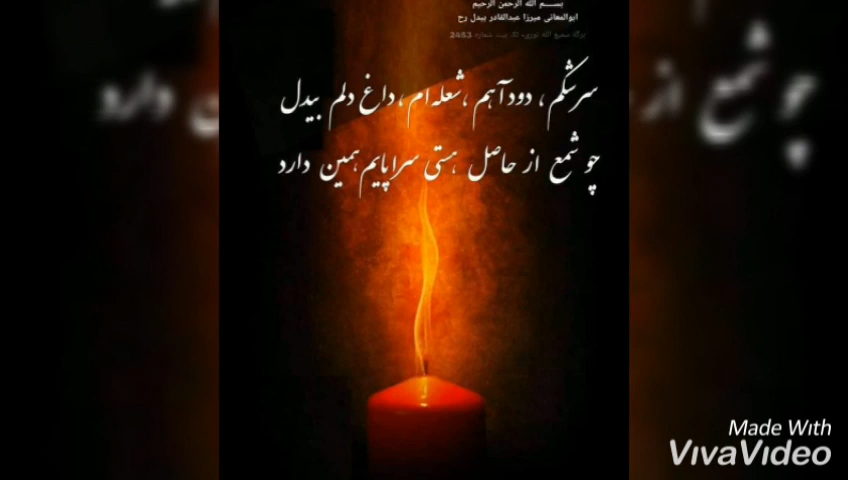 بسم الله الرحمن الرحیم
ابوالمعانی میرزا عبدالقادر بیدل رح
سرشکم ، دود آهم ، شعله ام ، داغ دلم بیدل
چو شمع از حاصل هستی سراپایم همین دارد
Made With
VivaVideo